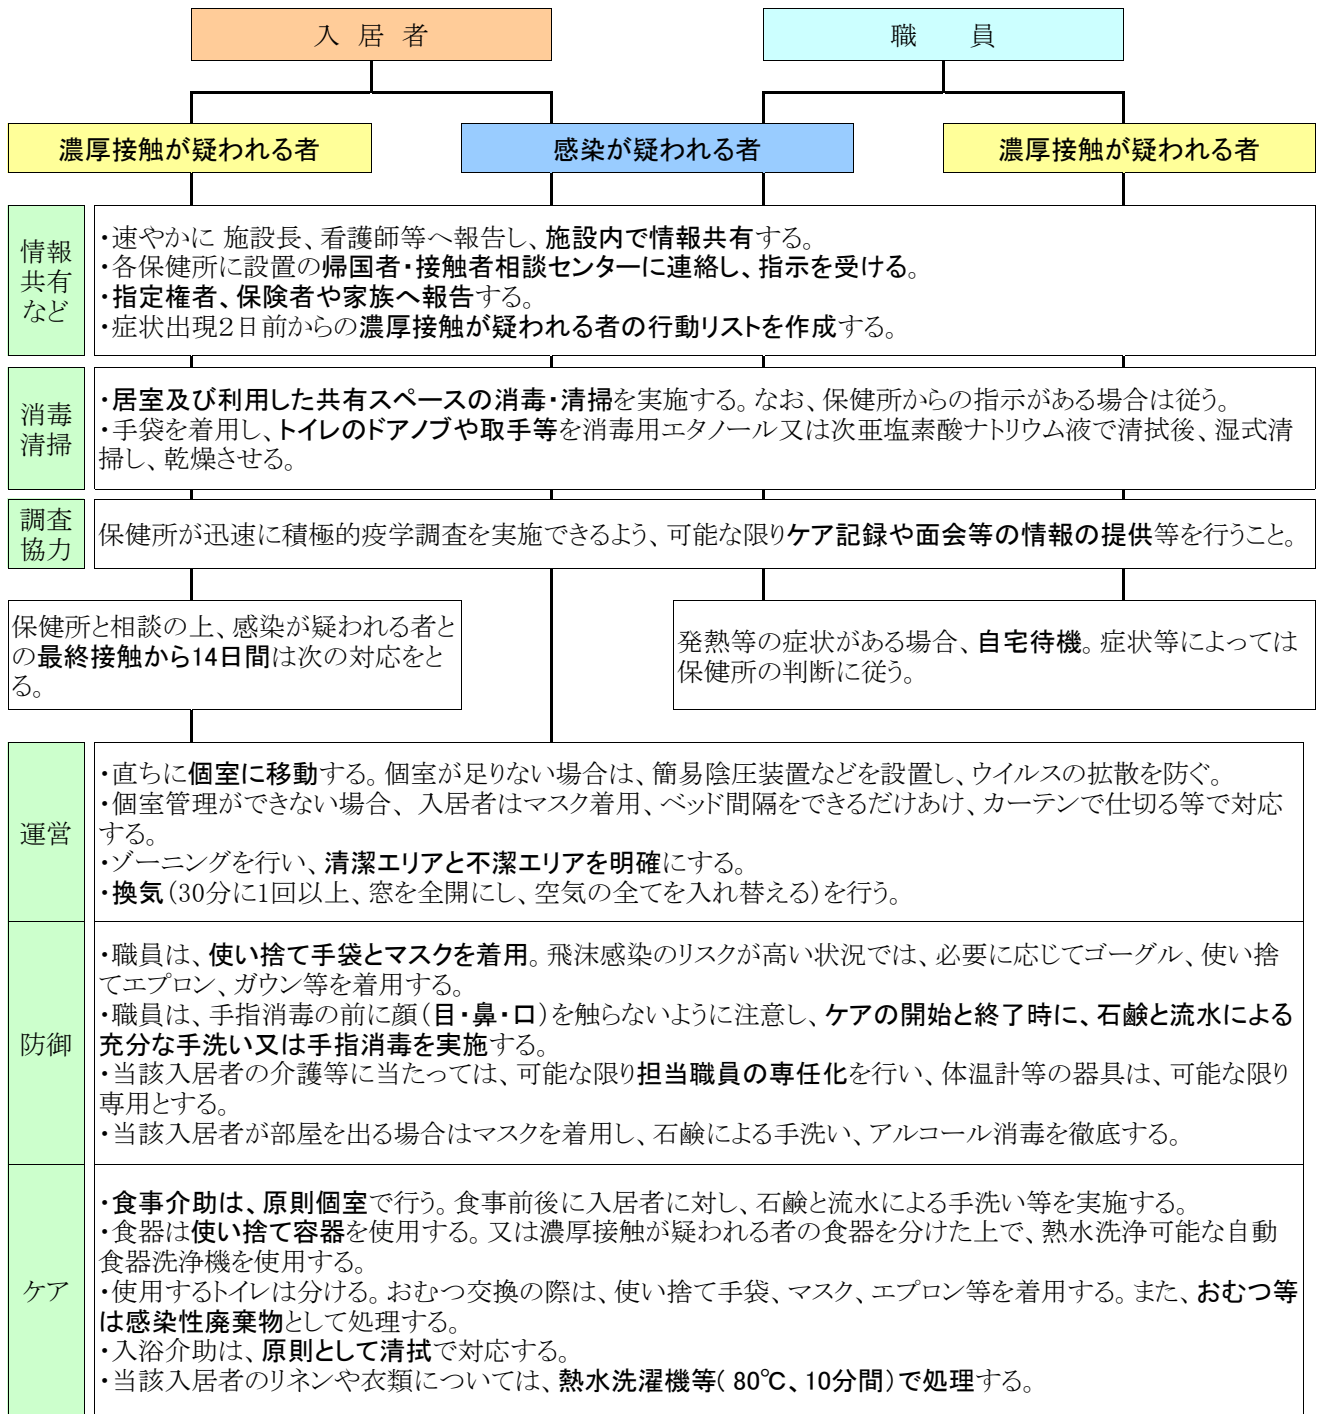 入 居 者
職 員
濃厚接触が疑われる者
感染が疑われる者
濃厚接触が疑われる者
情報
共有
など
・速やかに 施設長、看護師等へ報告し、施設内で情報共有する。
・各保健所に設置の帰国者・接触者相談センターに連絡し、指示を受ける。
・指定権者、保険者や家族へ報告する。
・症状出現２日前からの濃厚接触が疑われる者の行動リストを作成する。
消毒
清掃
・居室及び利用した共有スペースの消毒・清掃を実施する。なお、保健所からの指示がある場合は従う。
・手袋を着用し、トイレのドアノブや取手等を消毒用エタノール又は次亜塩素酸ナトリウム液で清拭後、湿式清
掃し、乾燥させる。
調査
協力
保健所が迅速に積極的疫学調査を実施できるよう、可能な限りケア記録や面会等の情報の提供等を行うこと。
保健所と相談の上、感染が疑われる者と
の最終接触から14日間は次の対応をと
る。
発熱等の症状がある場合、自宅待機。症状等によっては
保健所の判断に従う。
運営
・直ちに個室に移動する。個室が足りない場合は、簡易陰圧装置などを設置し、ウイルスの拡散を防ぐ。
・個室管理ができない場合、 入居者はマスク着用、ベッド間隔をできるだけあけ、カーテンで仕切る等で対応
する。
・ゾーニングを行い、清潔エリアと不潔エリアを明確にする。
・換気（30分に1回以上、窓を全開にし、空気の全てを入れ替える）を行う。
防御
・職員は、使い捨て手袋とマスクを着用。飛沫感染のリスクが高い状況では、必要に応じてゴーグル、使い捨
てエプロン、ガウン等を着用する。
・職員は、手指消毒の前に顔（目・鼻・口）を触らないように注意し、ケアの開始と終了時に、石鹸と流水による
充分な手洗い又は手指消毒を実施する。
・当該入居者の介護等に当たっては、可能な限り担当職員の専任化を行い、体温計等の器具は、可能な限り
専用とする。
・当該入居者が部屋を出る場合はマスクを着用し、石鹸による手洗い、アルコール消毒を徹底する。
ケア
・食事介助は、原則個室で行う。食事前後に入居者に対し、石鹸と流水による手洗い等を実施する。
・食器は使い捨て容器を使用する。又は濃厚接触が疑われる者の食器を分けた上で、熱水洗浄可能な自動
食器洗浄機を使用する。
・使用するトイレは分ける。おむつ交換の際は、使い捨て手袋、マスク、エプロン等を着用する。また、おむつ等
は感染性廃棄物として処理する。
・入浴介助は、原則として清拭で対応する。
・当該入居者のリネンや衣類については、熱水洗濯機等（ 80℃、10分間）で処理する。